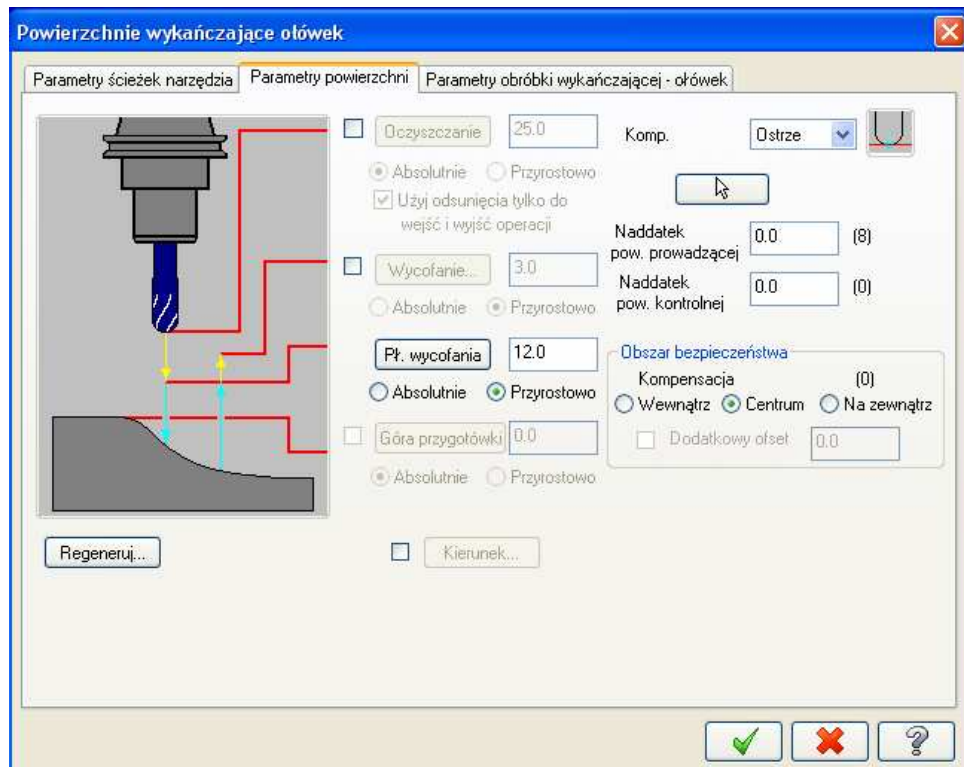 Powierzchnie wykańczające ołówek
Parametry ścieżek narzędzia
Parametry powierzchni
Parametry obróbki wykańczającej - ołówek
Oczyszczanie
25.0
Absolutnie
Przyrostowo
Użyj odsunięcia tylko do
wejść i wyjść operacji
Wycofanie...
3.0
Absolutnie
Przyrostowo
Pł. wycofania
12.0
Absolutnie
Przyrostowo
Góra przygotówki
0.0
Absolutnie
Przyrostowo
Komp.
Ostrze
Naddatek
pow. prowadzącej
0.0
(8)
Naddatek
pow. kontrolnej
0.0
(0)
Obszar bezpieczeństwa
Kompensacja
(0)
Wewnątrz
Centrum
Na zewnątrz
Dodatkowy ofset
0.0
Regeneruj...
Kierunek...